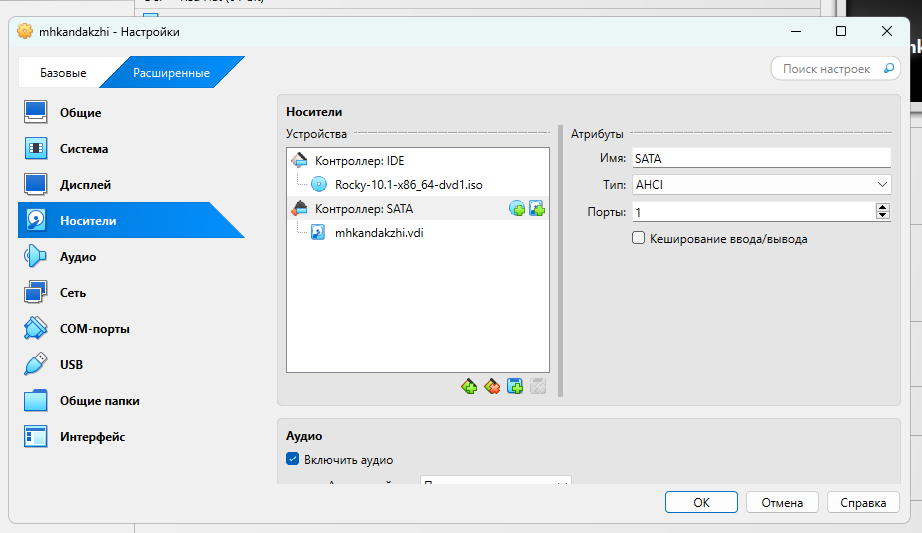 mhkandakzhi - Настройки
Базовые
Расширенные
Поиск настроек
Общие
Система
Дисплей
Носители
Аудио
Сеть
COM-порты
USB
Общие папки
Интерфейс
Носители
Устройства
Контроллер: IDE
Rocky-10.1-x86_64-dvd1.iso
Контроллер: SATA
mhkandakzhi.vdi
Атрибуты
Имя: SATA
Тип: AHCI
Порты: 1
Кеширование ввода/вывода
Аудио
Включить аудио
OK
Отмена
Справка